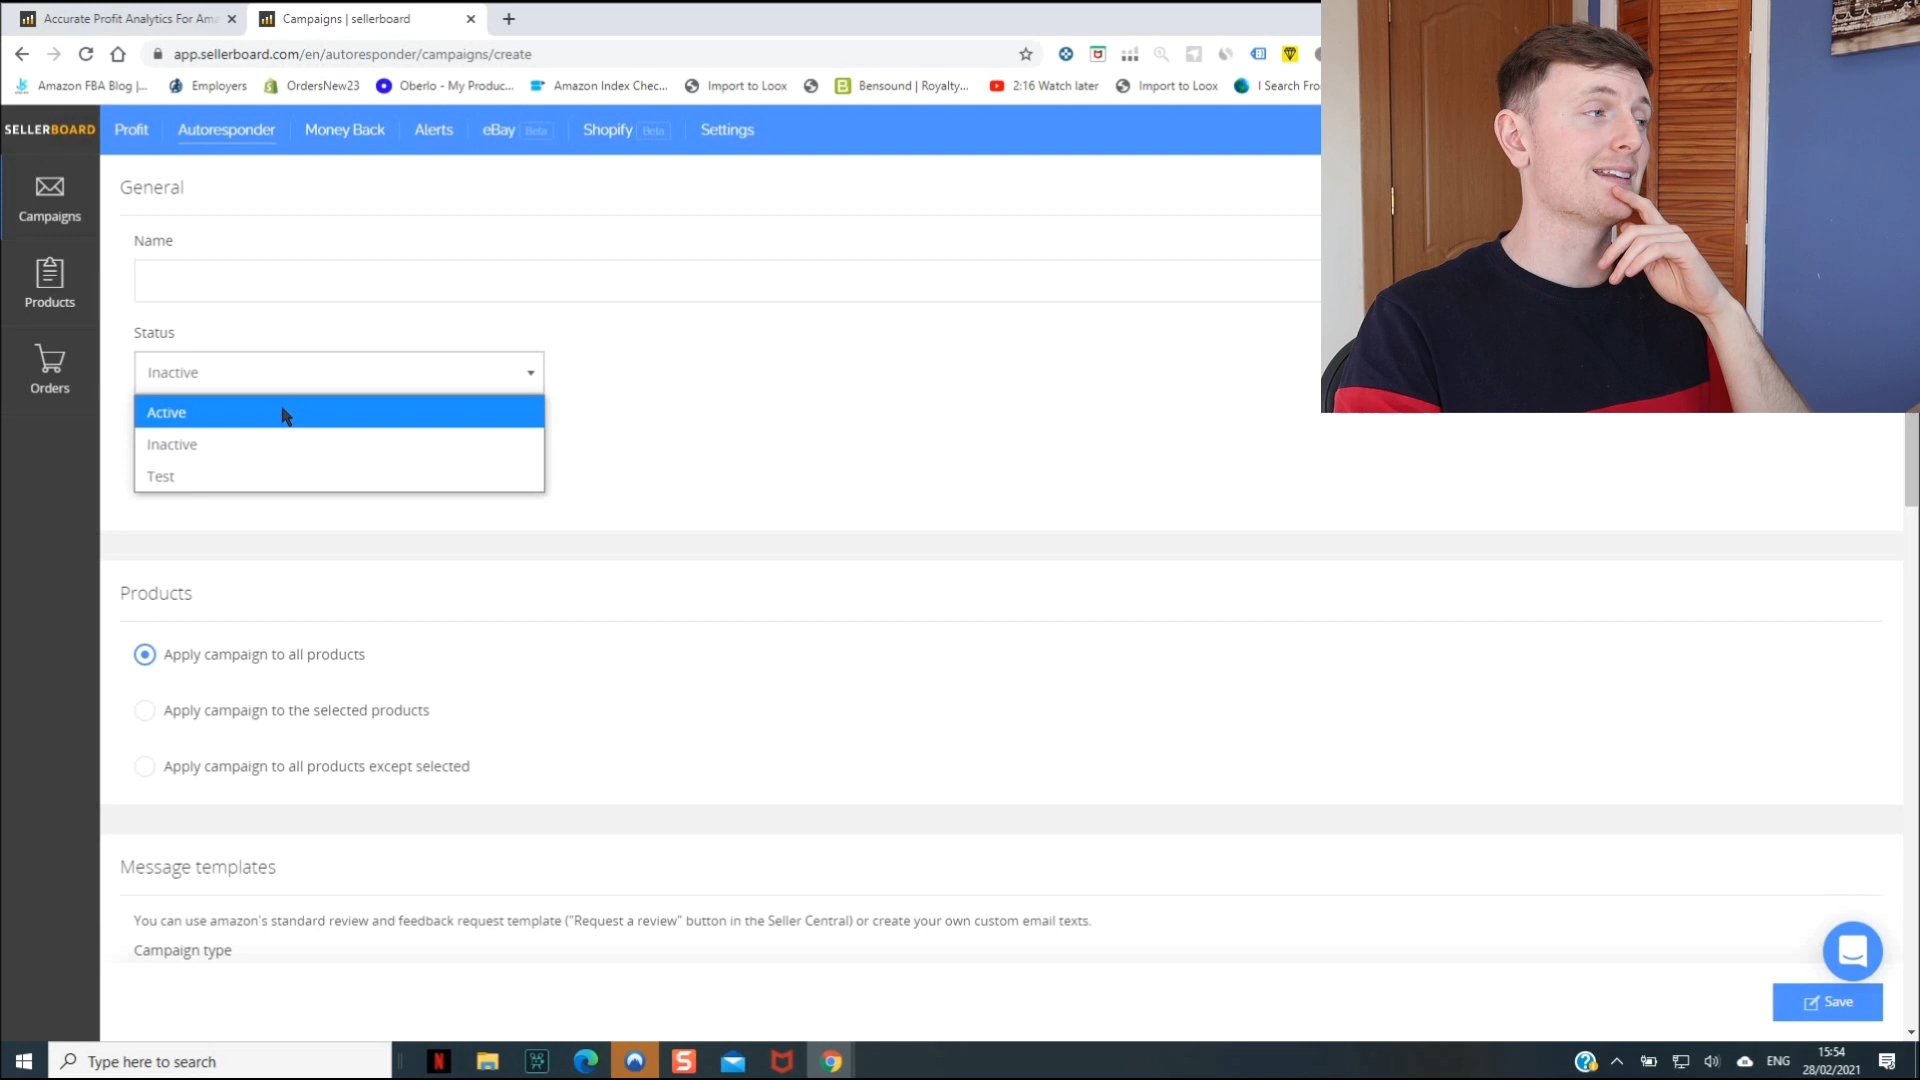 Accurate Profit Analytics For Ama
Campaigns | sellerboard
app.sellerboard.com/en/autoresponder/campaigns/create
Amazon FBA Blog |...
Employers
OrdersNew23
Oberlo - My Produc...
Amazon Index Chec...
Import to Loox
Bensound | Royalty...
2:16 Watch later
Import to Loox
I Search Fro
SELLERBOARD
Profit
Autoresponder
Money Back
Alerts
eBay Beta
Shopify Beta
Settings
Campaigns
Products
Orders
General
Name
Status
Inactive
Active
Inactive
Test
Products
Apply campaign to all products
Apply campaign to the selected products
Apply campaign to all products except selected
Message templates
You can use amazon's standard review and feedback request template ("Request a review" button in the Seller Central) or create your own custom email texts.
Campaign type
Save
Type here to search
ENG
15:54
28/02/2021